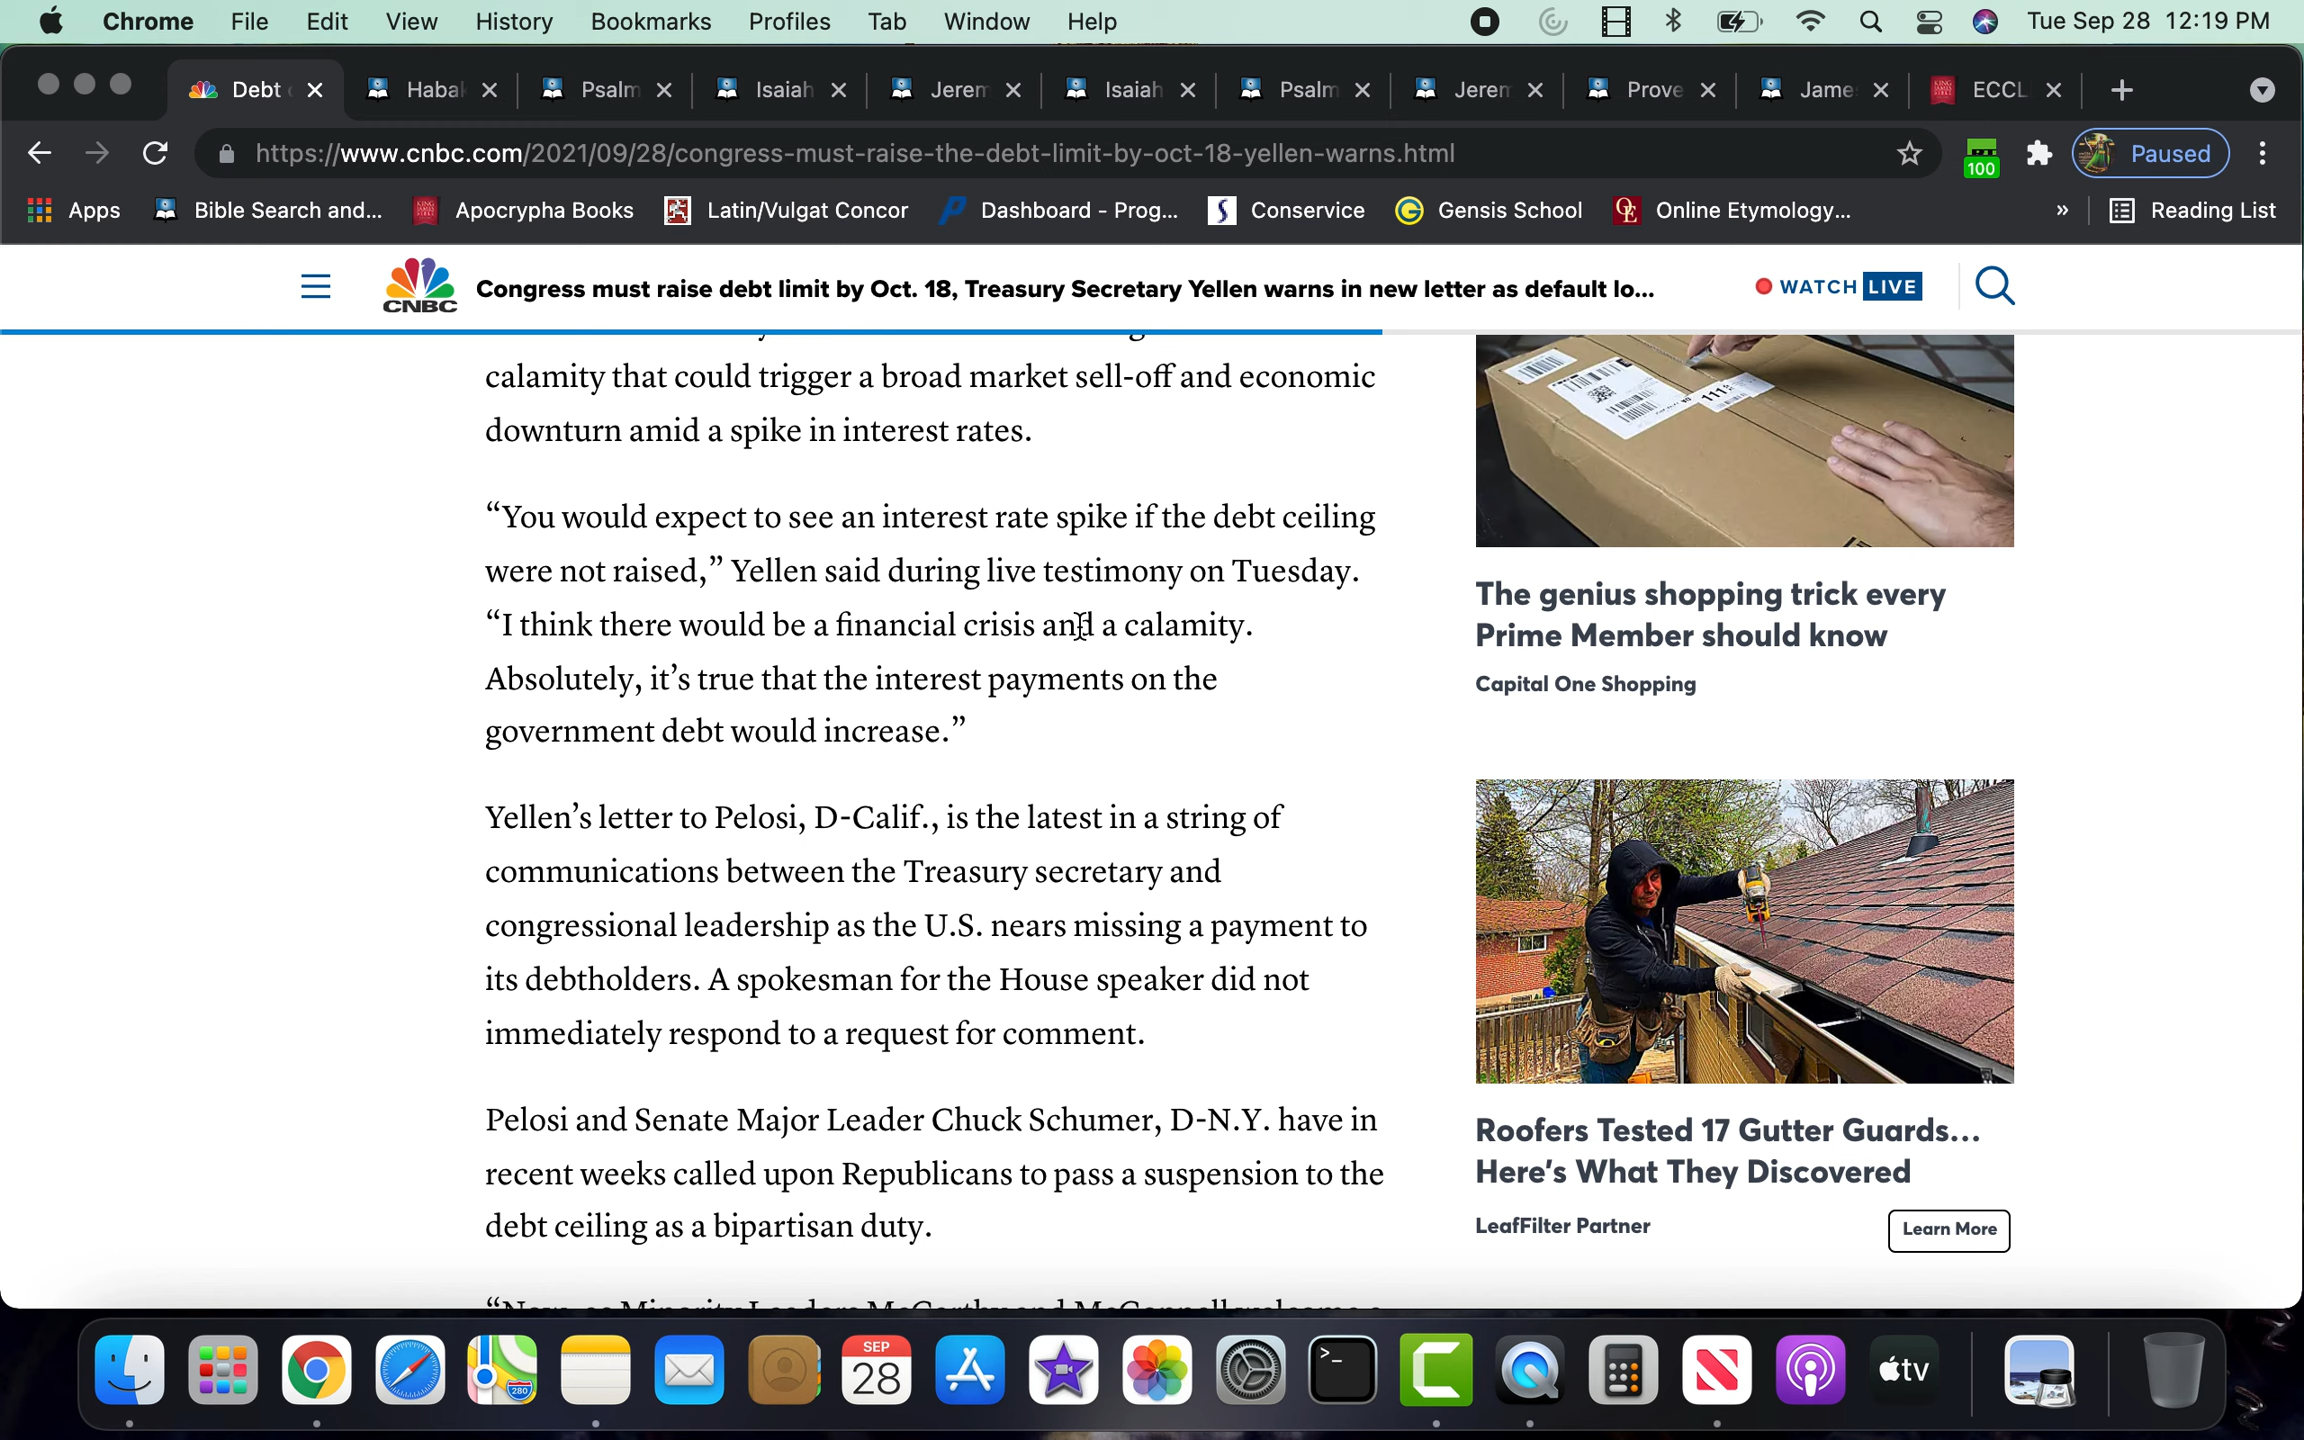 Chrome File Edit View History Bookmarks Profiles Tab Window Help Tue Sep 28 12:19 PM
Debt Habak Psalm Isaiah Jerem Isaiah Psalm Jerem Prove Jame ECCL
https://www.cnbc.com/2021/09/28/congress-must-raise-the-debt-limit-by-oct-18-yellen-warns.html 100 Paused
Apps Bible Search and... Apocrypha Books Latin/Vulgat Concor Dashboard - Prog... Conservice Gensis School Online Etymology... » Reading List
CNBC Congress must raise debt limit by Oct. 18, Treasury Secretary Yellen warns in new letter as default lo... WATCH LIVE
calamity that could trigger a broad market sell-off and economic
downturn amid a spike in interest rates.
“You would expect to see an interest rate spike if the debt ceiling
were not raised,” Yellen said during live testimony on Tuesday.
“I think there would be a financial crisis and a calamity.
Absolutely, it’s true that the interest payments on the
government debt would increase.”
Yellen’s letter to Pelosi, D-Calif., is the latest in a string of
communications between the Treasury secretary and
congressional leadership as the U.S. nears missing a payment to
its debtholders. A spokesman for the House speaker did not
immediately respond to a request for comment.
Pelosi and Senate Major Leader Chuck Schumer, D-N.Y. have in
recent weeks called upon Republicans to pass a suspension to the
debt ceiling as a bipartisan duty.
“Now, as Minority Leaders McCarthy and McConnell welcome a
111
The genius shopping trick every
Prime Member should know
Capital One Shopping
Roofers Tested 17 Gutter Guards...
Here's What They Discovered
LeafFilter Partner
Learn More
280
SEP
28
tv